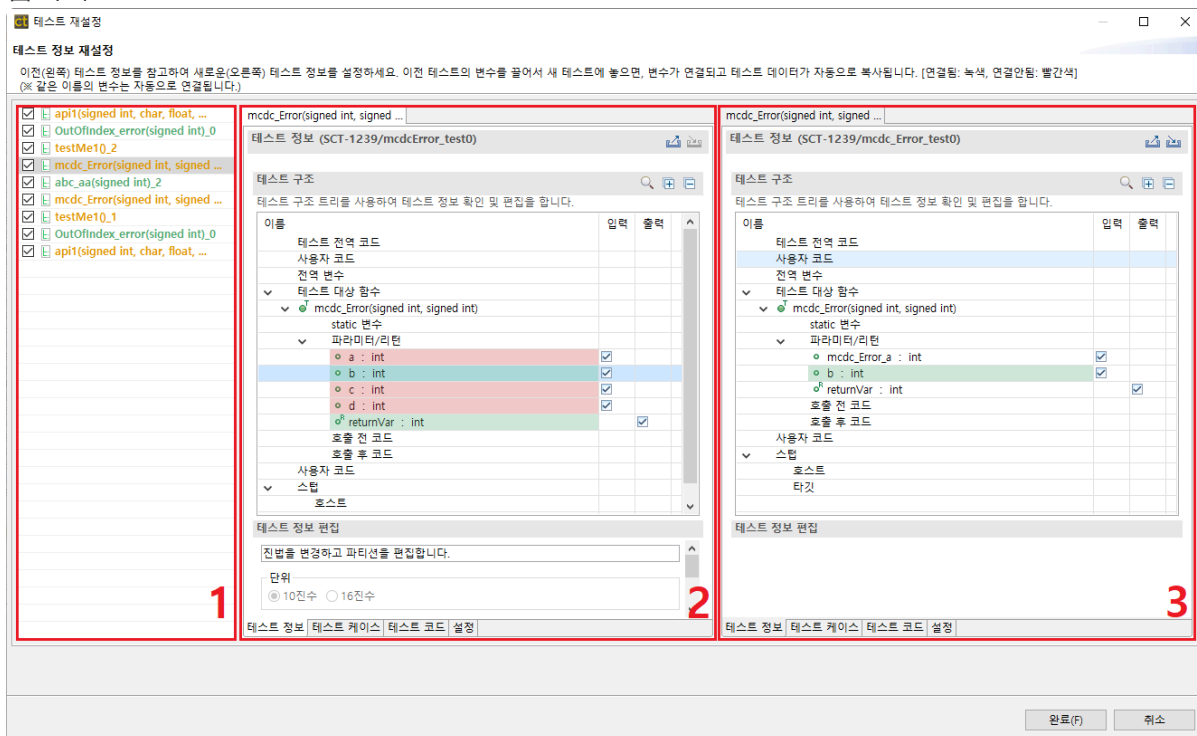 ct 테스트 재설정
테스트 정보 재설정
이전(왼쪽) 테스트 정보를 참고하여 새로운(오른쪽) 테스트 정보를 설정하세요. 이전 테스트의 변수를 끌어서 새 테스트에 놓으면, 변수가 연결되고 테스트 데이터가 자동으로 복사됩니다. [연결됨: 녹색, 연결안됨: 빨간색]
(※ 같은 이름의 변수는 자동으로 연결됩니다.)
api1(signed int, char, float, ...
OutOfIndex_error(signed int)_0
testMe1()_2
mcdc_Error(signed int, signed ...
abc_aa(signed int)_2
mcdc_Error(signed int, signed ...
testMe1()_1
OutOfIndex_error(signed int)_0
api1(signed int, char, float, ...
1
mcdc_Error(signed int, signed ...
테스트 정보 (SCT-1239/mcdcError_test0)
테스트 구조
테스트 구조 트리를 사용하여 테스트 정보 확인 및 편집을 합니다.
이름 입력 출력
테스트 전역 코드
사용자 코드
전역 변수
테스트 대상 함수
mcdc_Error(signed int, signed int)
static 변수
파라미터/리턴
a : int
b : int
c : int
d : int
returnVar : int
호출 전 코드
호출 후 코드
사용자 코드
스텁
호스트
테스트 정보 편집
진법을 변경하고 파티션을 편집합니다.
단위
10진수 16진수
2
테스트 정보 테스트 케이스 테스트 코드 설정
mcdc_Error(signed int, signed ...
테스트 정보 (SCT-1239/mcdc_Error_test0)
테스트 구조
테스트 구조 트리를 사용하여 테스트 정보 확인 및 편집을 합니다.
이름 입력 출력
테스트 전역 코드
사용자 코드
전역 변수
테스트 대상 함수
mcdc_Error(signed int, signed int)
static 변수
파라미터/리턴
mcdc_Error_a : int
b : int
returnVar : int
호출 전 코드
호출 후 코드
사용자 코드
스텁
호스트
타깃
테스트 정보 편집
3
테스트 정보 테스트 케이스 테스트 코드 설정
완료(F) 취소